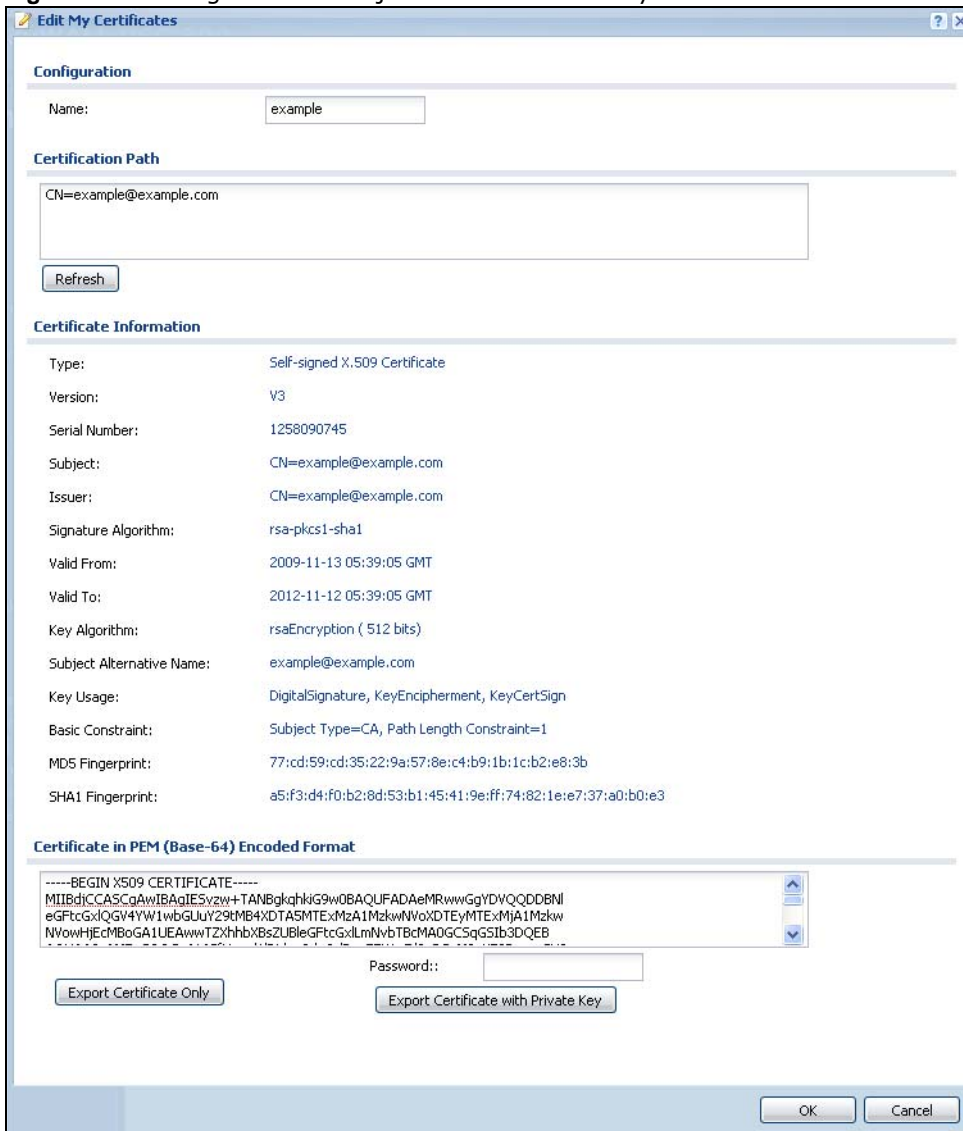 Edit My Certificates
Configuration
Name: example
Certification Path
CN=example@example.com
Refresh
Certificate Information
Type: Self-signed X.509 Certificate
Version: V3
Serial Number: 1258090745
Subject: CN=example@example.com
Issuer: CN=example@example.com
Signature Algorithm: rsa-pkcs1-sha1
Valid From: 2009-11-13 05:39:05 GMT
Valid To: 2012-11-12 05:39:05 GMT
Key Algorithm: rsaEncryption ( 512 bits)
Subject Alternative Name: example@example.com
Key Usage: DigitalSignature, KeyEncipherment, KeyCertSign
Basic Constraint: Subject Type=CA, Path Length Constraint=1
MD5 Fingerprint: 77:cd:59:cd:35:22:9a:57:8e:c4:b9:1b:1c:b2:e8:3b
SHA1 Fingerprint: a5:f3:d4:f0:b2:8d:53:b1:45:41:9e:ff:74:82:1e:e7:37:a0:b0:e3
Certificate in PEM (Base-64) Encoded Format
-----BEGIN X509 CERTIFICATE-----
MIIBdjCCASCgAwIBAgIESvzw+TANBgkqhkiG9w0BAQUFADAeMRwwGgYDVQQDDBNl
eGFtcGxlQGV4YW1wbGUuY29tMB4XDTA5MTExMzA1MzkwNVoXDTEyMTExMjA1Mzkw
NVowHjEcMBoGA1UEAwwTZXhhbXBsZUBleGFtcGxlLmNvbTBcMA0GCSqGSIb3DQEB
Password::
Export Certificate Only
Export Certificate with Private Key
OK
Cancel